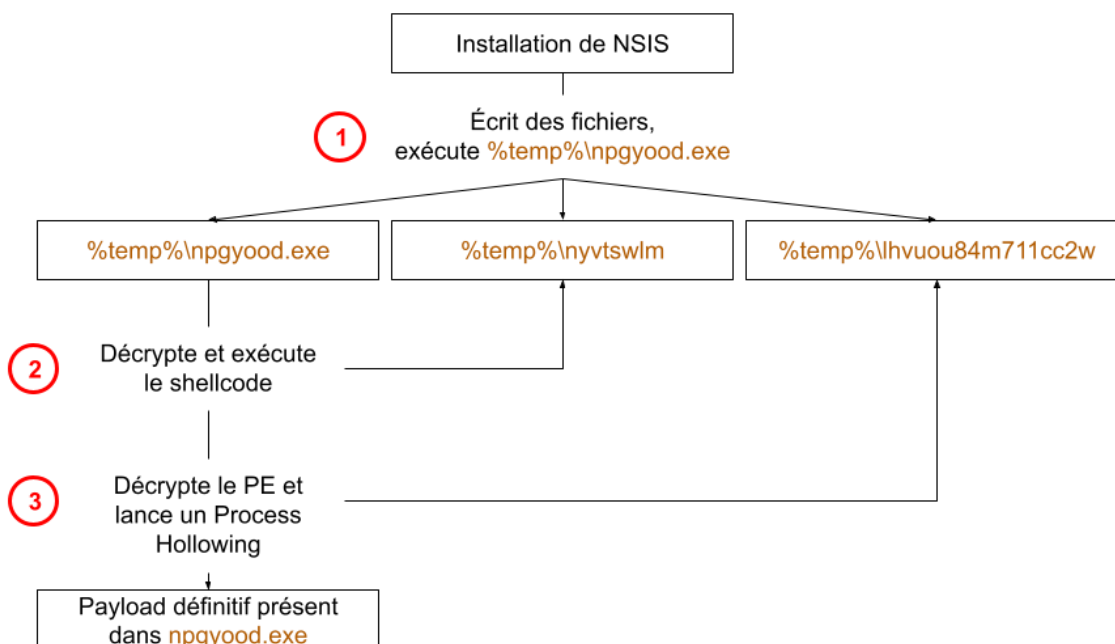 Installation de NSIS
1
Écrit des fichiers,
exécute %temp%\npgyood.exe
%temp%\npgyood.exe
%temp%\nyvtswlm
%temp%\lhvuou84m711cc2w
2
Décrypte et exécute
le shellcode
3
Décrypte le PE et
lance un Process
Hollowing
Payload définitif présent
dans npgyood.exe